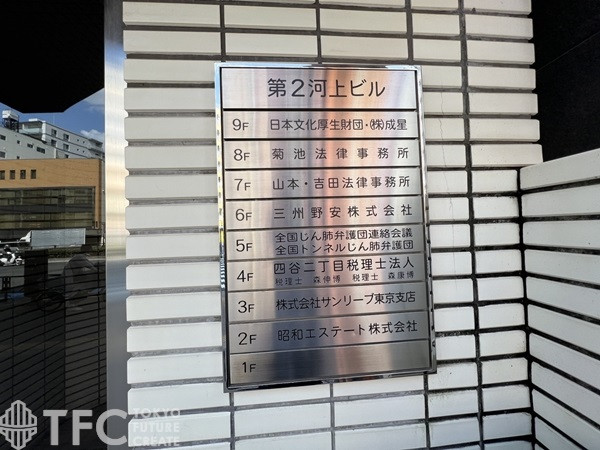 第2河上ビル
9F 日本文化厚生財団・㈱成星
8F 菊池法律事務所
7F 山本・吉田法律事務所
6F 三州野安株式会社
5F 全国じん肺弁護団連絡会議
全国トンネルじん肺弁護団
4F 四谷二丁目税理士法人
税理士 森伸博 税理士 森康博
3F 株式会社サンリーブ東京支店
2F 昭和エステート株式会社
1F
TFC TOKYO
FUTURE
CREATE